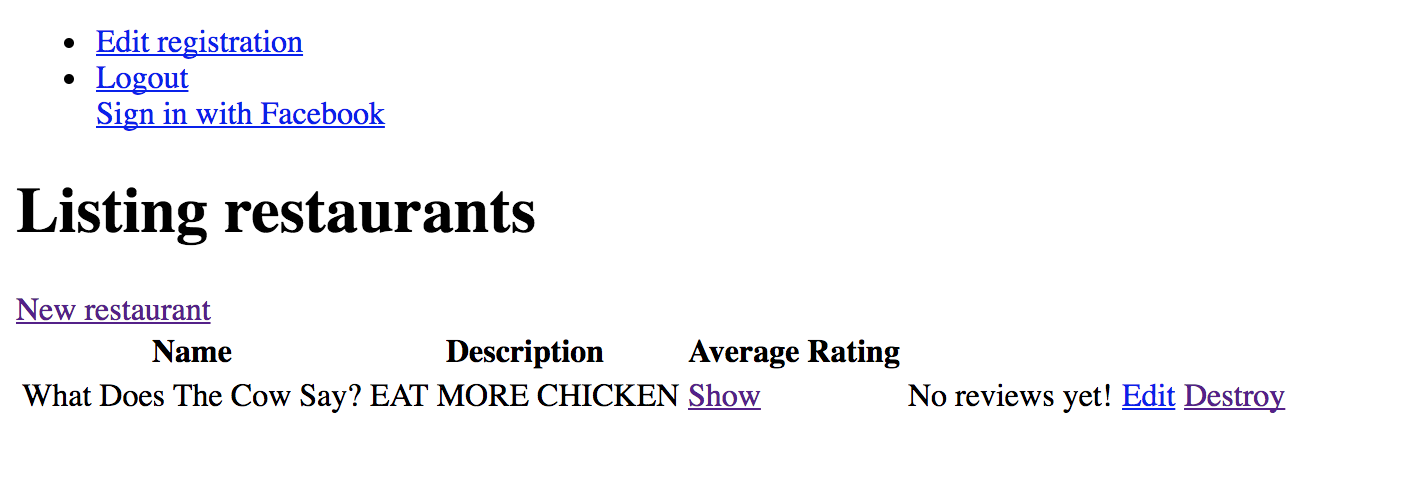 Edit registration
Logout
Sign in with Facebook
Listing restaurants
New restaurant
Name Description Average Rating
What Does The Cow Say? EAT MORE CHICKEN Show No reviews yet! Edit Destroy